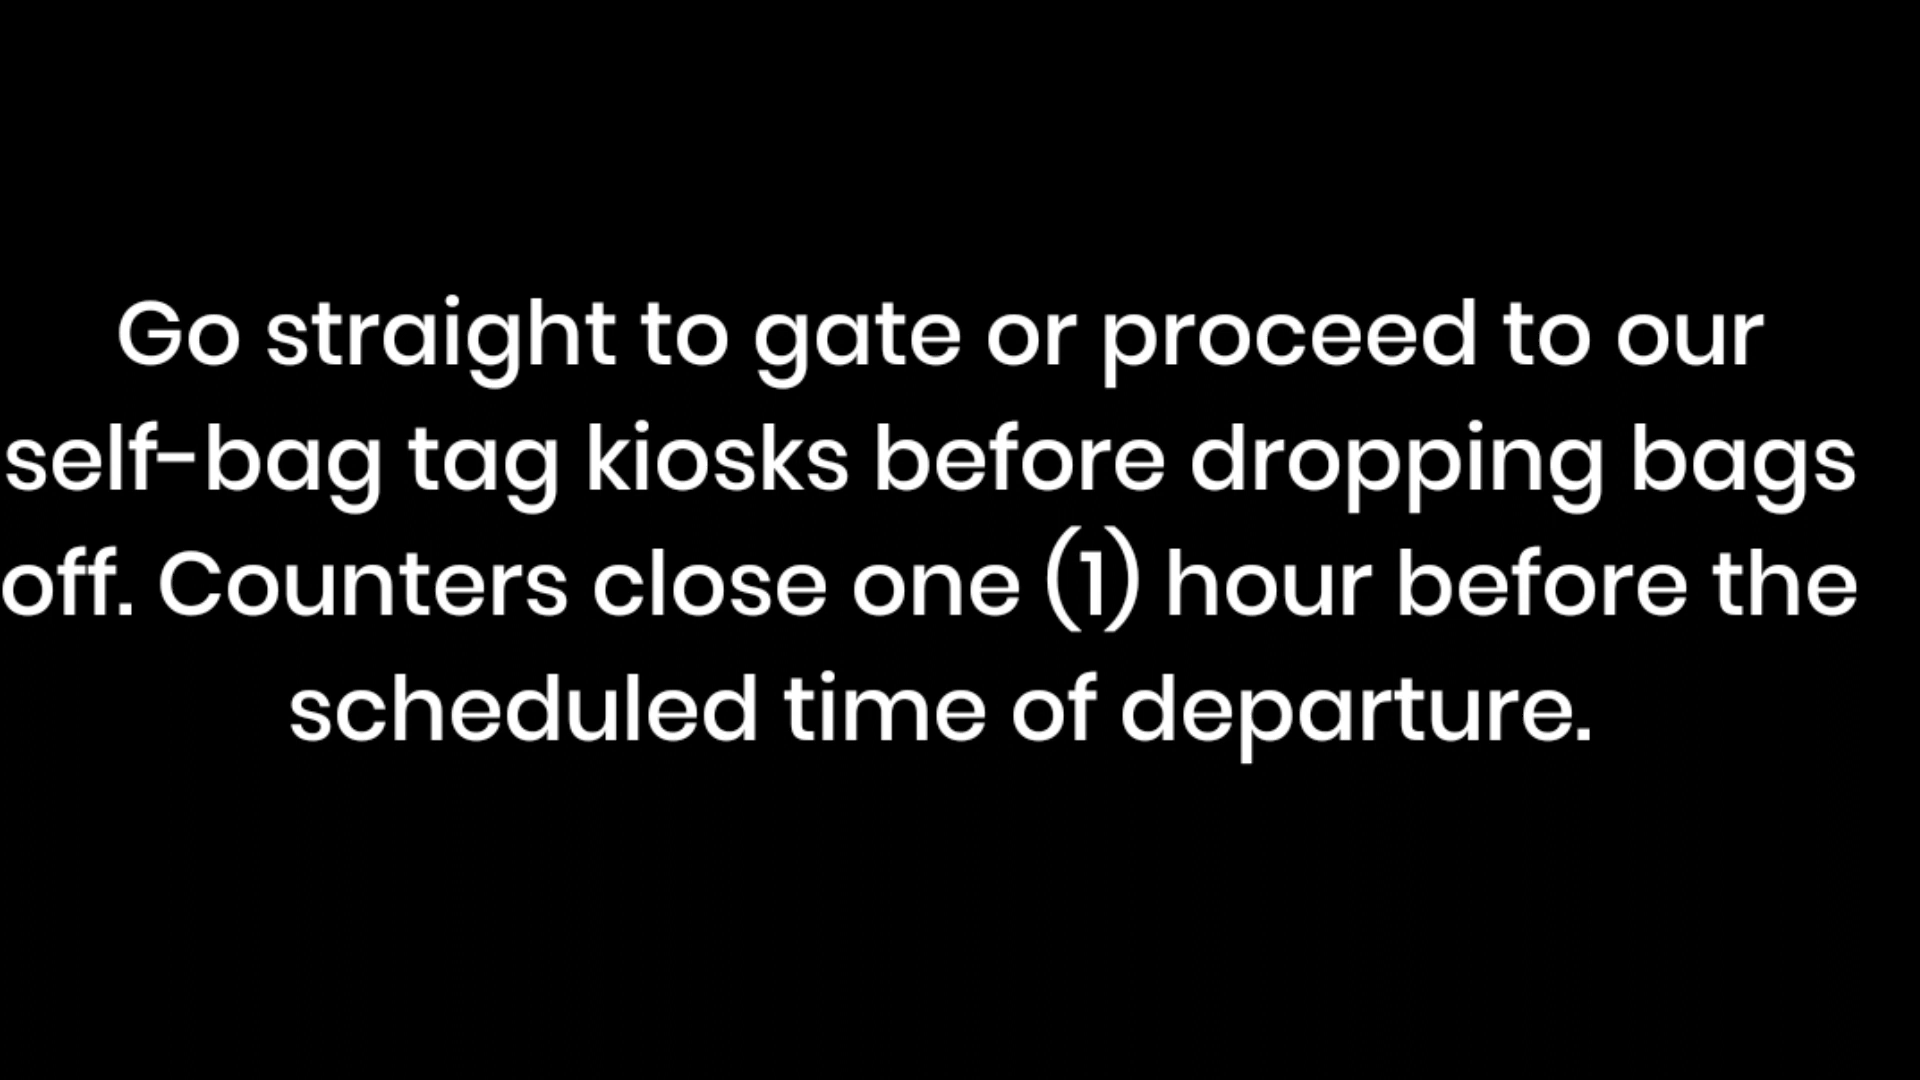 Go straight to gate or proceed to our
self-bag tag kiosks before dropping bags
off. Counters close one (1) hour before the
scheduled time of departure.